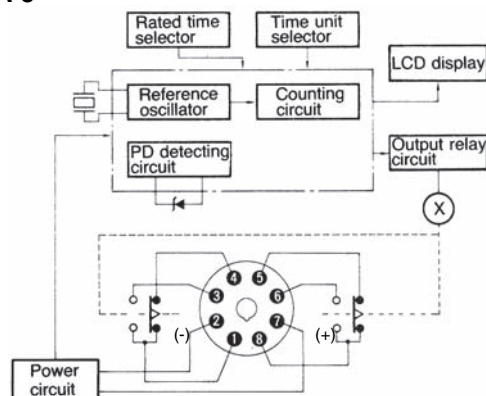 Rated time
selector
Time unit
selector
LCD display
Reference
oscillator
Counting
circuit
Output relay
circuit
PD detecting
circuit
X
4
5
3
6
(-)
2
7
(+)
1
8
Power
circuit